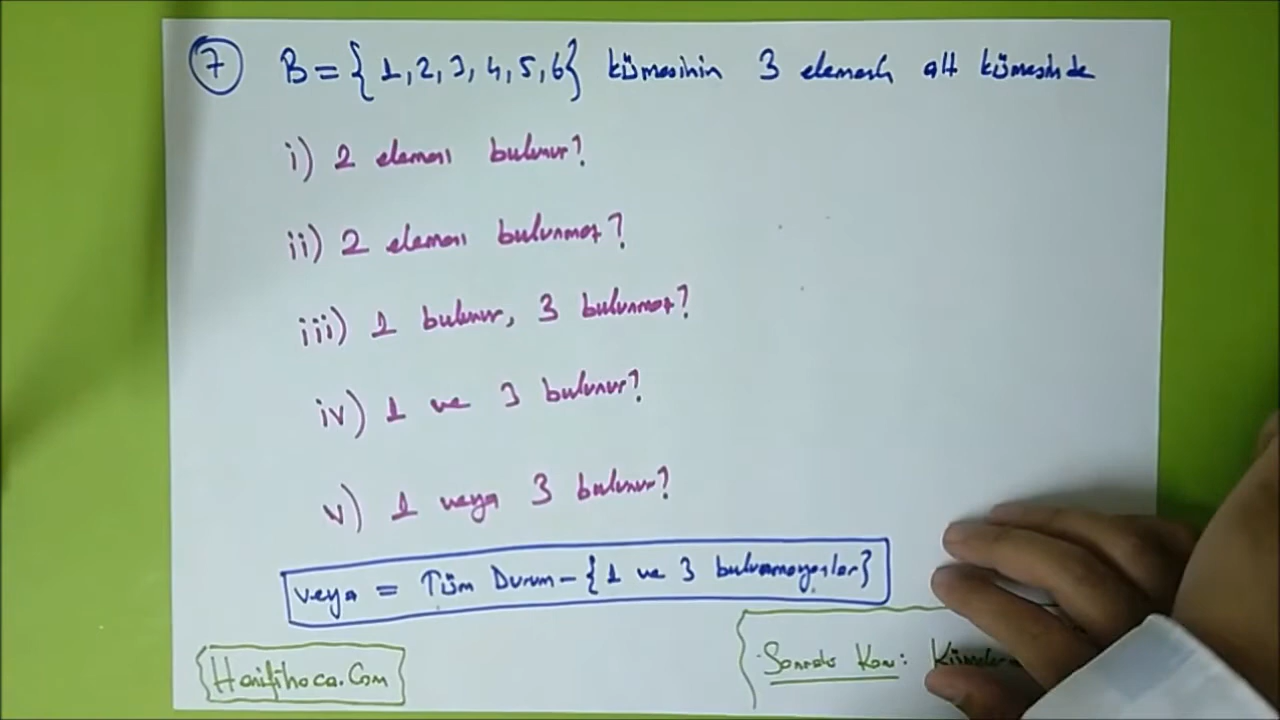 7 B = {1, 2, 3, 4, 5, 6} kümesinin 3 elemanlı alt kümesinde
i) 2 elemanı bulunur?
ii) 2 elemanı bulunmaz?
iii) 1 bulunur, 3 bulunmaz?
iv) 1 ve 3 bulunur?
v) 1 veya 3 bulunur?
veya = Tüm Durum - {1 ve 3 bulunmayanlar}
Hanifihoca.Com
Sonraki Konu: